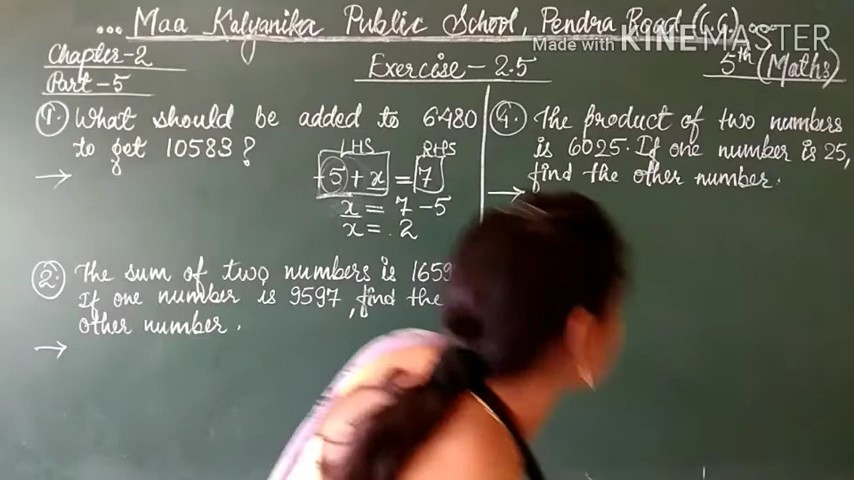 ... Maa Kalyanika Public School, Pendra Road (C.G.) ...
Made with KINEMASTER
Chapter-2
Part-5
Exercise-2.5
5th (Maths)
1. What should be added to 6480
to get 10583?
→
LHS RHS
+5+x = 7
x = 7-5
x = 2
2. The sum of two numbers is 1659
If one number is 9597, find the
other number.
→
4. The product of two numbers
is 6025. If one number is 25,
find the other number.
→